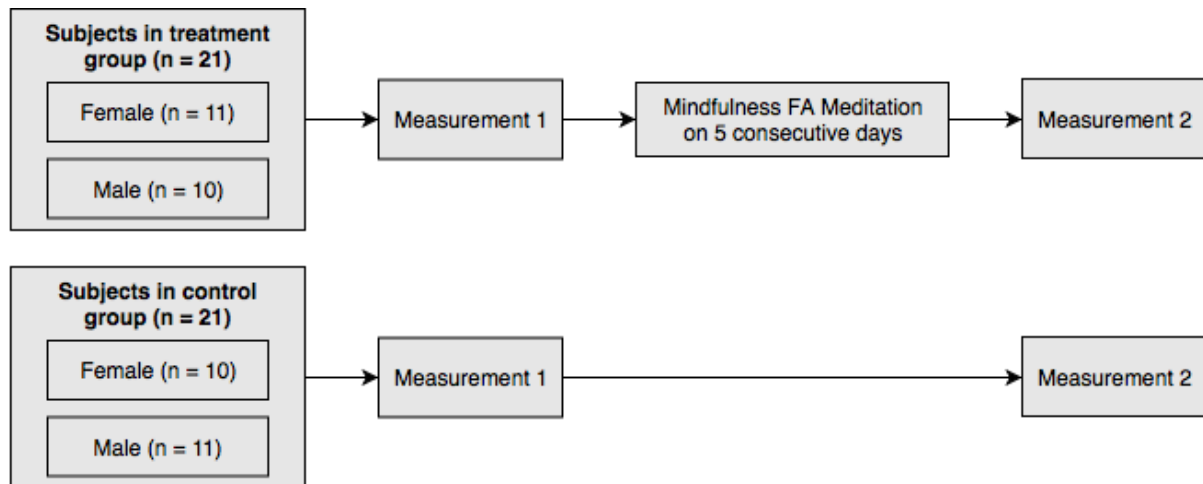 Subjects in treatment
group (n = 21)
Female (n = 11)
Male (n = 10)
Measurement 1
Mindfulness FA Meditation
on 5 consecutive days
Measurement 2
Subjects in control
group (n = 21)
Female (n = 10)
Male (n = 11)
Measurement 1
Measurement 2